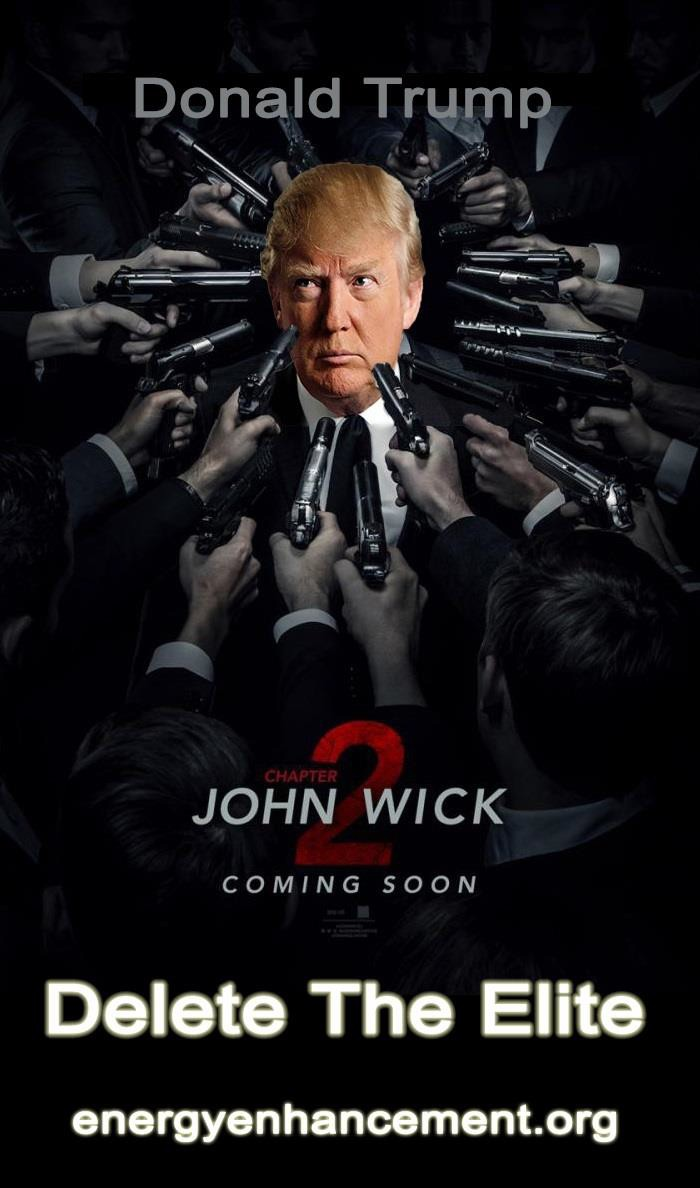 Donald Trump
CHAPTER 2
JOHN WICK
COMING SOON
Delete The Elite
energyenhancement.org